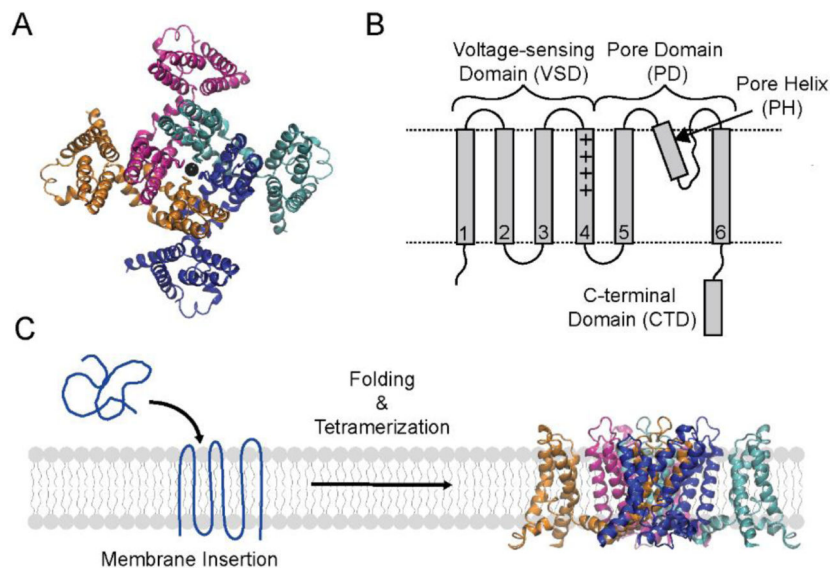 A
B
Voltage-sensing
Domain (VSD)
Pore Domain
(PD)
Pore Helix
(PH)
+
+
+
+
1
2
3
4
5
6
C-terminal
Domain (CTD)
C
Folding
&
Tetramerization
Membrane Insertion